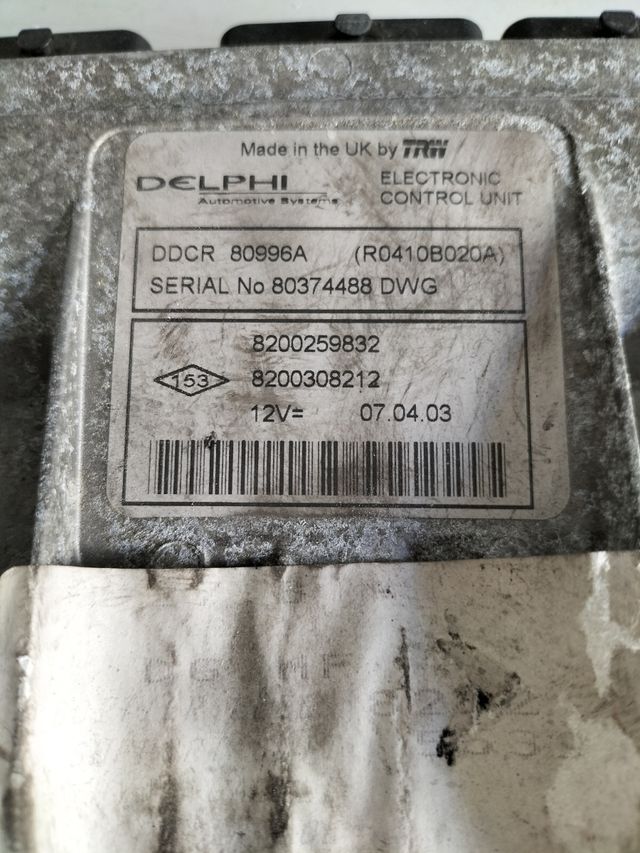 Made in the UK by TRW
DELPHI
Automotive Systems
ELECTRONIC
CONTROL UNIT
DDCR 80996A (R0410B020A)
SERIAL No 80374488 DWG
8200259832
153
8200308212
12V= 07.04.03